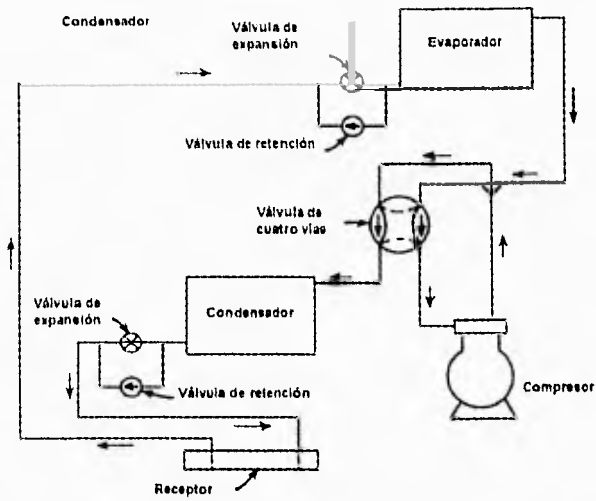 Condensador
Válvula de
expansión
Evaporador
Válvula de retención
Válvula de
cuatro vías
Condensador
Válvula de
expansión
Válvula de retención
Compresor
Receptor